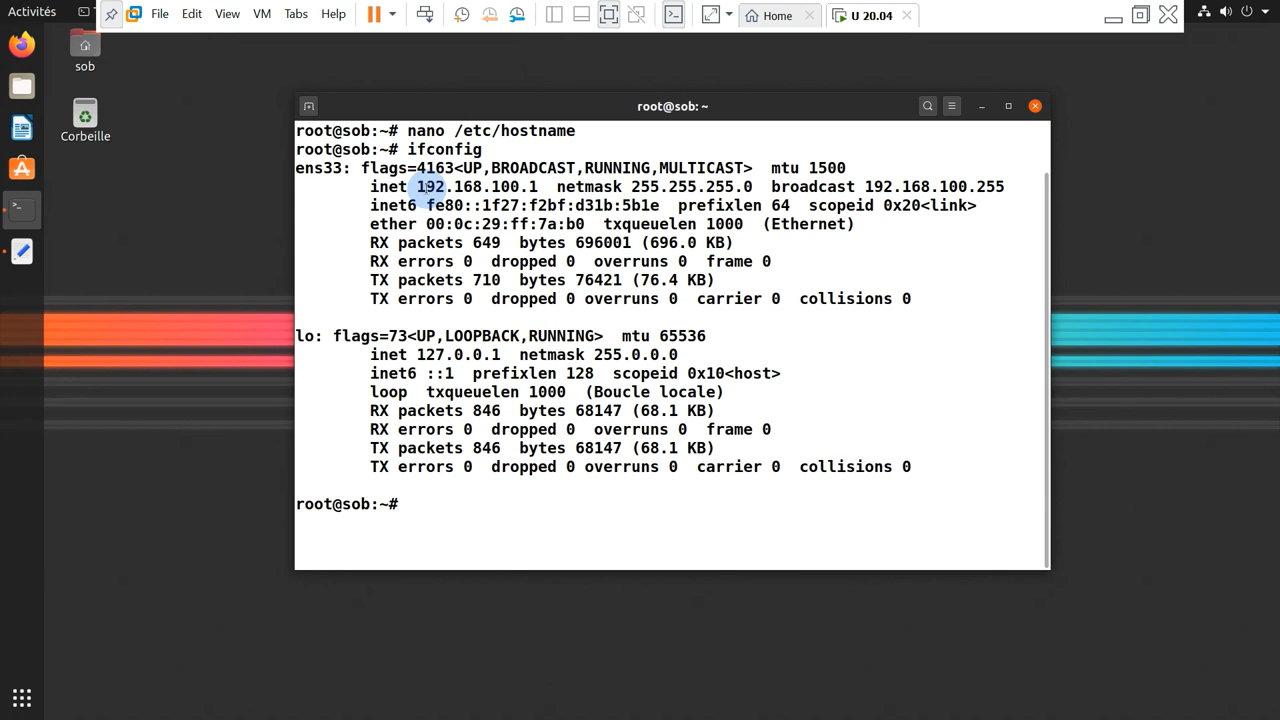 Activités
File Edit View VM Tabs Help
Home
U 20.04
sob
Corbeille
root@sob: ~
root@sob:~# nano /etc/hostname
root@sob:~# ifconfig
ens33: flags=4163<UP,BROADCAST,RUNNING,MULTICAST>  mtu 1500
        inet 192.168.100.1  netmask 255.255.255.0  broadcast 192.168.100.255
        inet6 fe80::1f27:f2bf:d31b:5b1e  prefixlen 64  scopeid 0x20<link>
        ether 00:0c:29:ff:7a:b0  txqueuelen 1000  (Ethernet)
        RX packets 649  bytes 696001 (696.0 KB)
        RX errors 0  dropped 0  overruns 0  frame 0
        TX packets 710  bytes 76421 (76.4 KB)
        TX errors 0  dropped 0 overruns 0  carrier 0  collisions 0
lo: flags=73<UP,LOOPBACK,RUNNING>  mtu 65536
        inet 127.0.0.1  netmask 255.0.0.0
        inet6 ::1  prefixlen 128  scopeid 0x10<host>
        loop  txqueuelen 1000  (Boucle locale)
        RX packets 846  bytes 68147 (68.1 KB)
        RX errors 0  dropped 0  overruns 0  frame 0
        TX packets 846  bytes 68147 (68.1 KB)
        TX errors 0  dropped 0 overruns 0  carrier 0  collisions 0
root@sob:~#